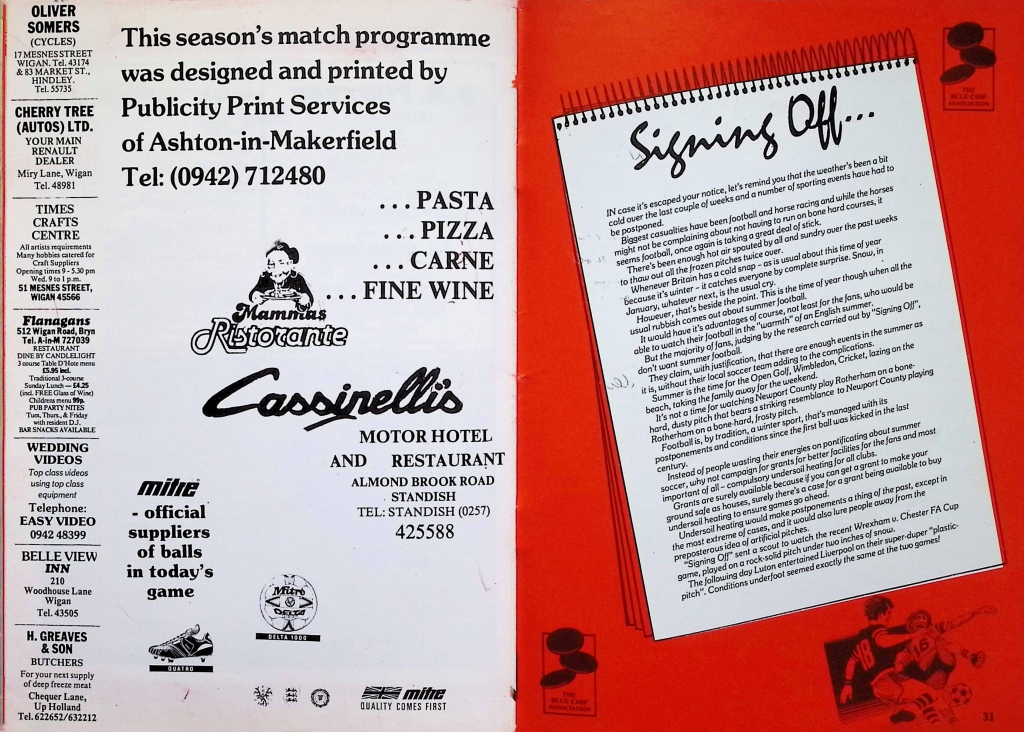 OLIVER
SOMERS
(CYCLES)
17 MESNES STREET
WIGAN. Tel. 43174
& 83 MARKET ST.,
HINDLEY.
Tel. 55735
CHERRY TREE
(AUTOS) LTD.
YOUR MAIN
RENAULT
DEALER
Miry Lane, Wigan
Tel. 48981
TIMES
CRAFTS
CENTRE
All artists requirements
Many hobbies catered for
Craft Suppliers
Opening times 9 - 5.30 pm
Wed. 9 to 1 p.m.
51 MESNES STREET,
WIGAN 45566
Flanagans
512 Wigan Road, Bryn
Tel. A-in-M 727039
RESTAURANT
DINE BY CANDLELIGHT
3 course Table D'Hote menu
£5.95 incl.
Traditional 3-course
Sunday Lunch — £4.25
(incl. FREE Glass of Wine)
Childrens menu 99p.
PUB PARTY NITES
Tues, Thurs., & Friday
with resident D.J.
BAR SNACKS AVAILABLE
WEDDING
VIDEOS
Top class videos
using top class
equipment
Telephone:
EASY VIDEO
0942 48399
BELLE VIEW
INN
210
Woodhouse Lane
Wigan
Tel. 43505
H. GREAVES
& SON
BUTCHERS
For your next supply
of deep freeze meat
Chequer Lane,
Up Holland
Tel. 622652/632212
This season's match programme
was designed and printed by
Publicity Print Services
of Ashton-in-Makerfield
Tel: (0942) 712480
...PASTA
...PIZZA
...CARNE
...FINE WINE
Mammas
Ristorante
Cassinelli's
MOTOR HOTEL
AND RESTAURANT
ALMOND BROOK ROAD
STANDISH
TEL: STANDISH (0257)
425588
mitre
- official
suppliers
of balls
in today's
game
Mitre
DELTA
DELTA 1000
QUATRO
mitre
QUALITY COMES FIRST
THE
BLUE CHIP
ASSOCIATION
Signing Off...
IN case it's escaped your notice, let's remind you that the weather's been a bit
cold over the last couple of weeks and a number of sporting events have had to
be postponed.
Biggest casualties have been football and horse racing and while the horses
might not be complaining about not having to run on bone hard courses, it
seems football, once again is taking a great deal of stick.
There's been enough hot air spouted by all and sundry over the past weeks
to thaw out all the frozen pitches twice over.
Whenever Britain has a cold snap – as is usual about this time of year
because it's winter – it catches everyone by complete surprise. Snow, in
January, whatever next, is the usual cry.
However, that's beside the point. This is the time of year though when all the
usual rubbish comes out about summer football.
It would have it's advantages of course, not least for the fans, who would be
able to watch their football in the "warmth" of an English summer.
But the majority of fans, judging by the research carried out by "Signing Off",
don't want summer football.
They claim, with justification, that there are enough events in the summer as
it is, without their local soccer team adding to the complications.
Summer is the time for the Open Golf, Wimbledon, Cricket, lazing on the
beach, taking the family away for the weekend.
It's not a time for watching Newport County play Rotherham on a bone-
hard, dusty pitch that bears a striking resemblance to Newport County playing
Rotherham on a bone-hard, frosty pitch.
Football is, by tradition, a winter sport, that's managed with its
postponements and conditions since the first ball was kicked in the last
century.
Instead of people wasting their energies on pontificating about summer
soccer, why not campaign for grants for better facilities for the fans and most
important of all – compulsory undersoil heating for all clubs.
Grants are surely available because if you can get a grant to make your
ground safe as houses, surely there's a case for a grant being available to buy
undersoil heating to ensure games go ahead.
Undersoil heating would make postponements a thing of the past, except in
the most extreme of cases, and it would also lure people away from the
preposterous idea of artificial pitches.
"Signing Off" sent a scout to watch the recent Wrexham v. Chester FA Cup
game, played on a rock-solid pitch under two inches of snow.
The following day Luton entertained Liverpool on their super-duper "plastic-
pitch". Conditions underfoot seemed exactly the same at the two games!
THE
BLUE CHIP
ASSOCIATION
16
31